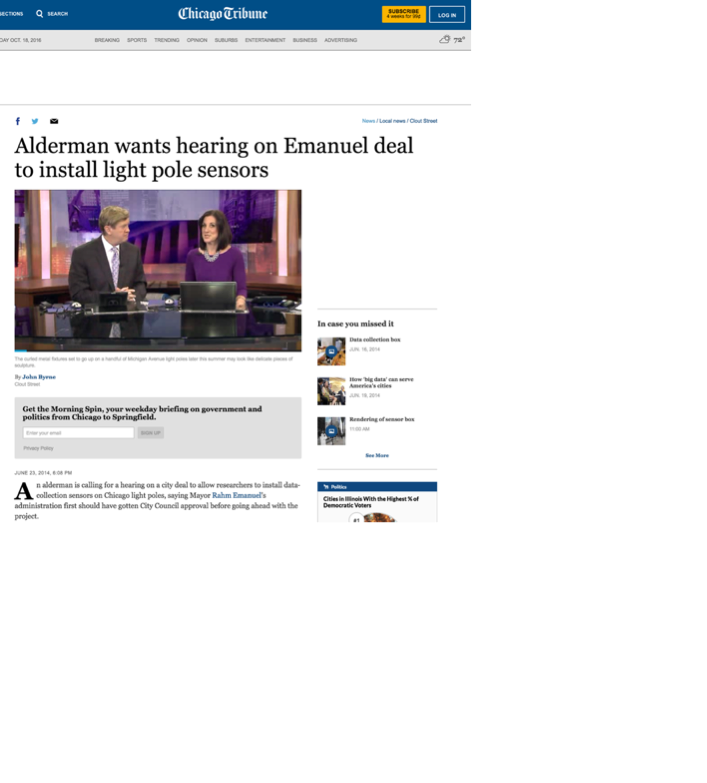 SECTIONS
SEARCH
Chicago Tribune
SUBSCRIBE
4 weeks for 99¢
LOG IN
DAY OCT. 18, 2016
BREAKING SPORTS TRENDING OPINION SUBURBS ENTERTAINMENT BUSINESS ADVERTISING
72°
News / Local news / Clout Street
Alderman wants hearing on Emanuel deal
to install light pole sensors
The curled metal fixtures set to go up on a handful of Michigan Avenue light poles later this summer may look like delicate pieces of
sculpture.
By John Byrne
Clout Street
Get the Morning Spin, your weekday briefing on government and
politics from Chicago to Springfield.
Enter your email
SIGN UP
Privacy Policy
JUNE 23, 2014, 6:08 PM
An alderman is calling for a hearing on a city deal to allow researchers to install data-
collection sensors on Chicago light poles, saying Mayor Rahm Emanuel's
administration first should have gotten City Council approval before going ahead with the
project.
In case you missed it
Data collection box
JUN. 18, 2014
How 'big data' can serve
America's cities
JUN. 18, 2014
Rendering of sensor box
11:00 AM
See More
Politics
Cities in Illinois With the Highest % of
Democratic Voters
#1